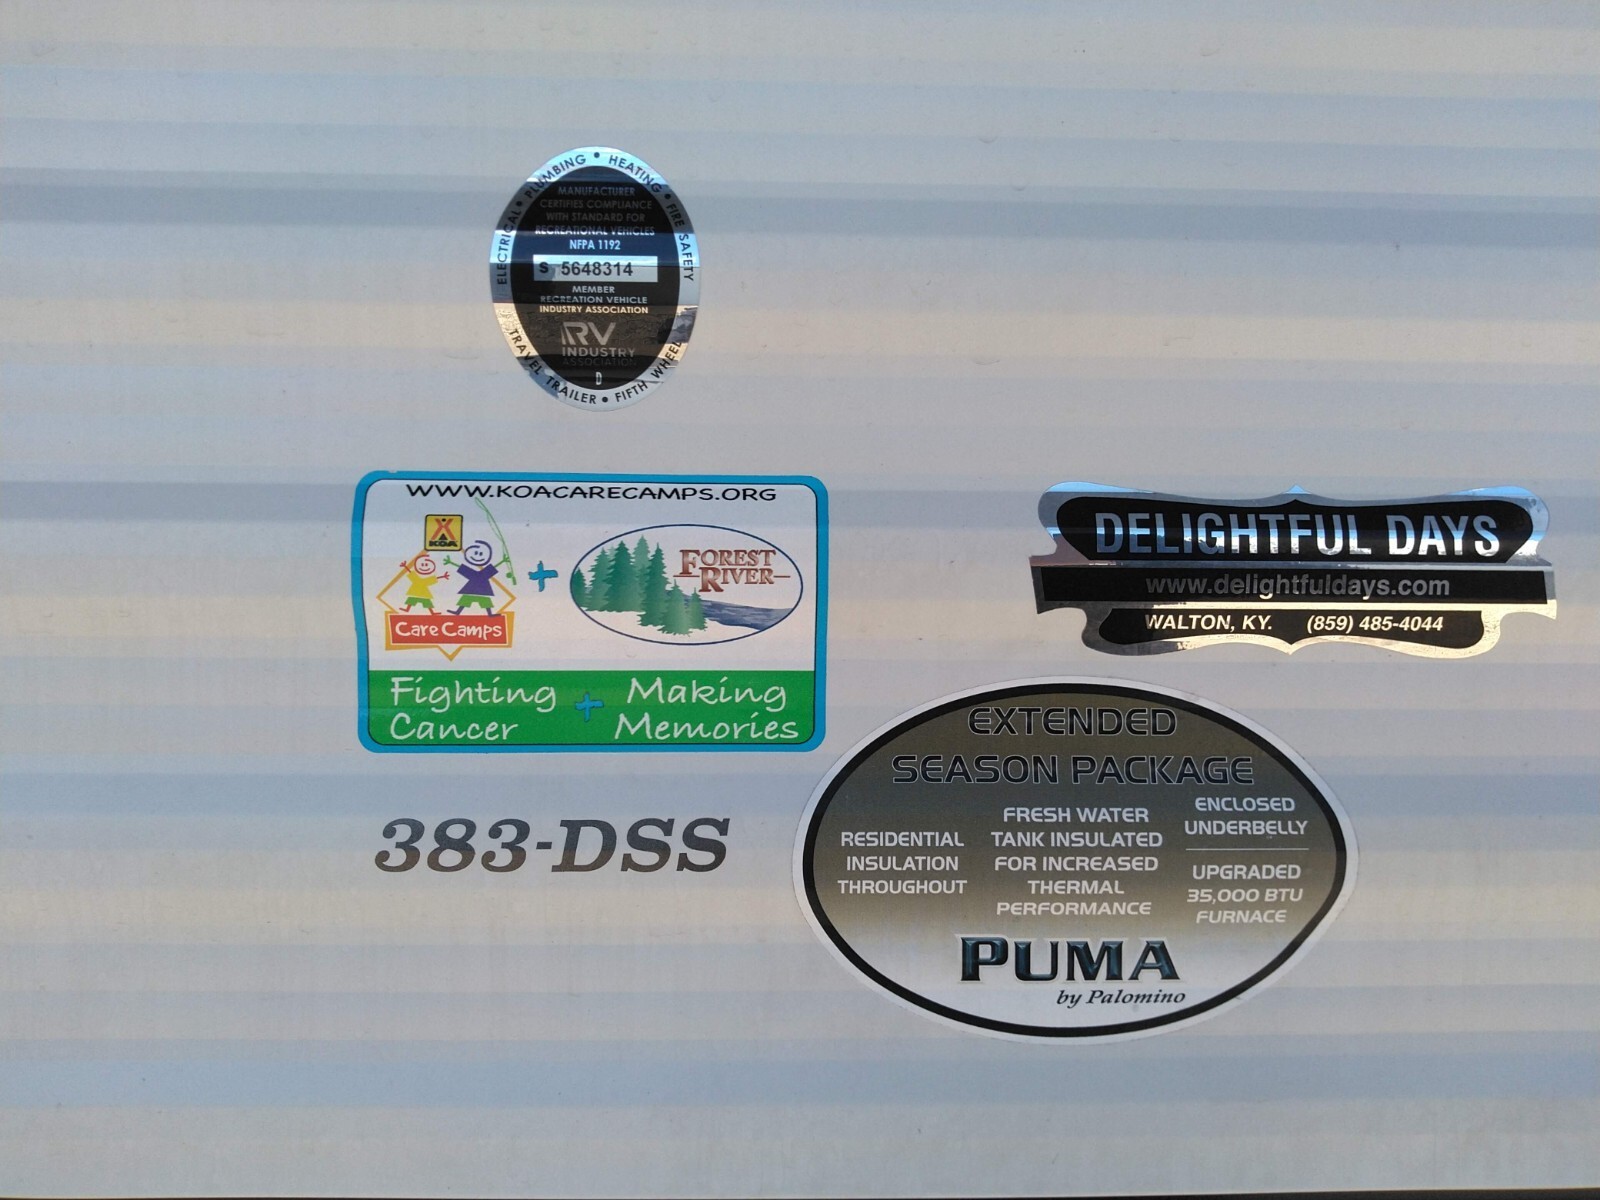 ELECTRICAL • PLUMBING • HEATING • FIRE SAFETY
MANUFACTURER
CERTIFIES COMPLIANCE
WITH STANDARD FOR
RECREATIONAL VEHICLES
NFPA 1192
S 5648314
MEMBER
RECREATION VEHICLE
INDUSTRY ASSOCIATION
RV
INDUSTRY
ASSOCIATION
D
TRAVEL TRAILER • FIFTH WHEEL
WWW.KOACARECAMPS.ORG
KOA
Care Camps
+
FOREST
RIVER
Fighting
Cancer
+
Making
Memories
DELIGHTFUL DAYS
www.delightfuldays.com
WALTON, KY. (859) 485-4044
383-DSS
EXTENDED
SEASON PACKAGE
RESIDENTIAL
INSULATION
THROUGHOUT
FRESH WATER
TANK INSULATED
FOR INCREASED
THERMAL
PERFORMANCE
ENCLOSED
UNDERBELLY
UPGRADED
35,000 BTU
FURNACE
PUMA
by Palomino